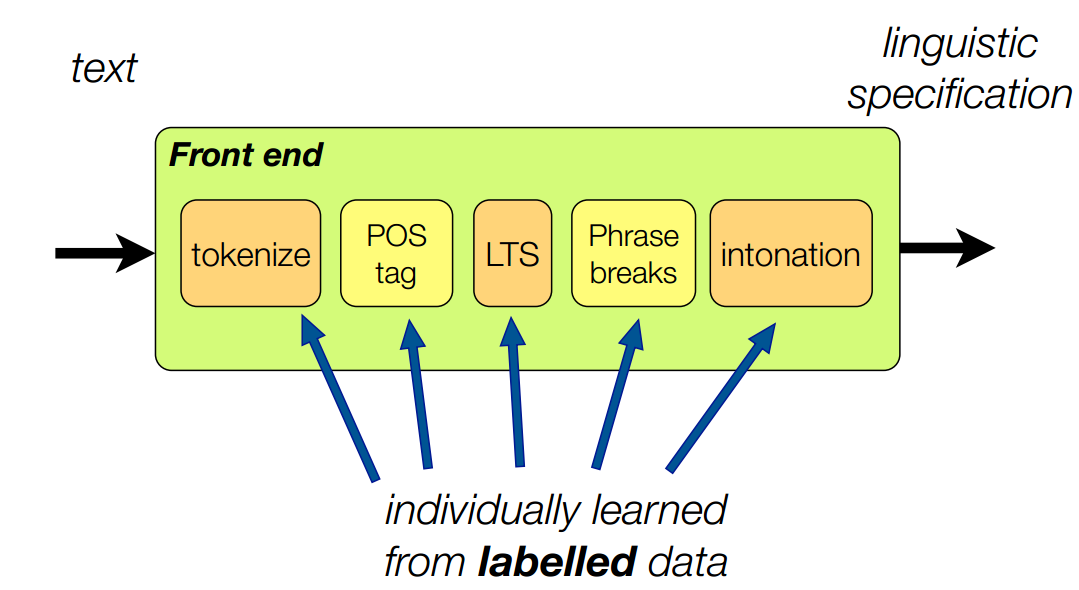 text
linguistic
specification
Front end
tokenize
POS
tag
LTS
Phrase
breaks
intonation
individually learned
from labelled data